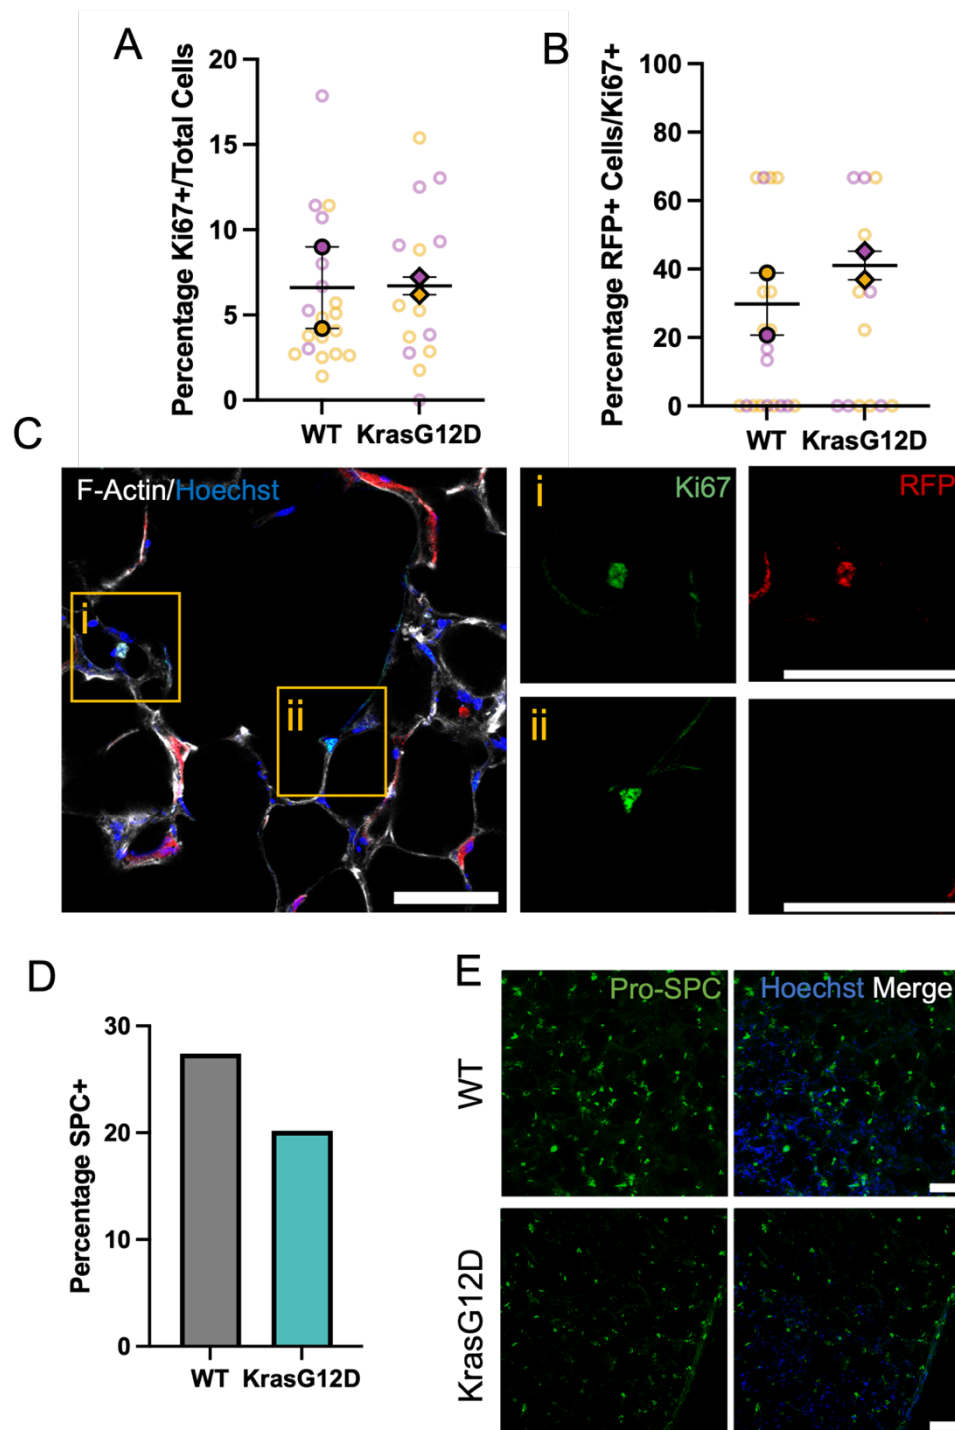 A
Percentage Ki67+/Total Cells
20
15
10
5
0
WT KrasG12D
B
Percentage RFP+ Cells/Ki67+
100
80
60
40
20
0
WT KrasG12D
C
F-Actin/Hoechst
i
ii
i
Ki67
RFP
ii
D
Percentage SPC+
30
20
10
0
WT KrasG12D
E
Pro-SPC
Hoechst Merge
WT
KrasG12D